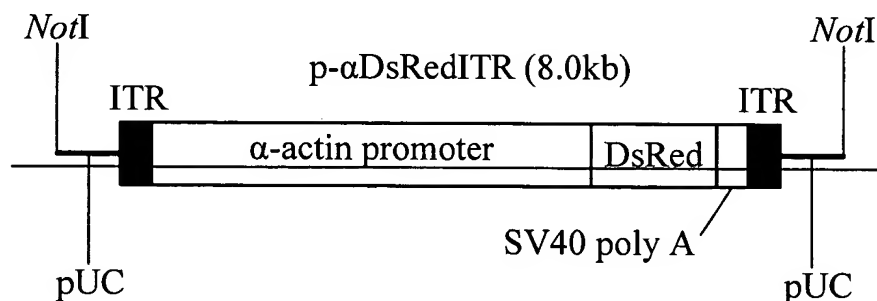 NotI
NotI
p-αDsRedITR (8.0kb)
ITR
ITR
α-actin promoter
DsRed
SV40 poly A
pUC
pUC